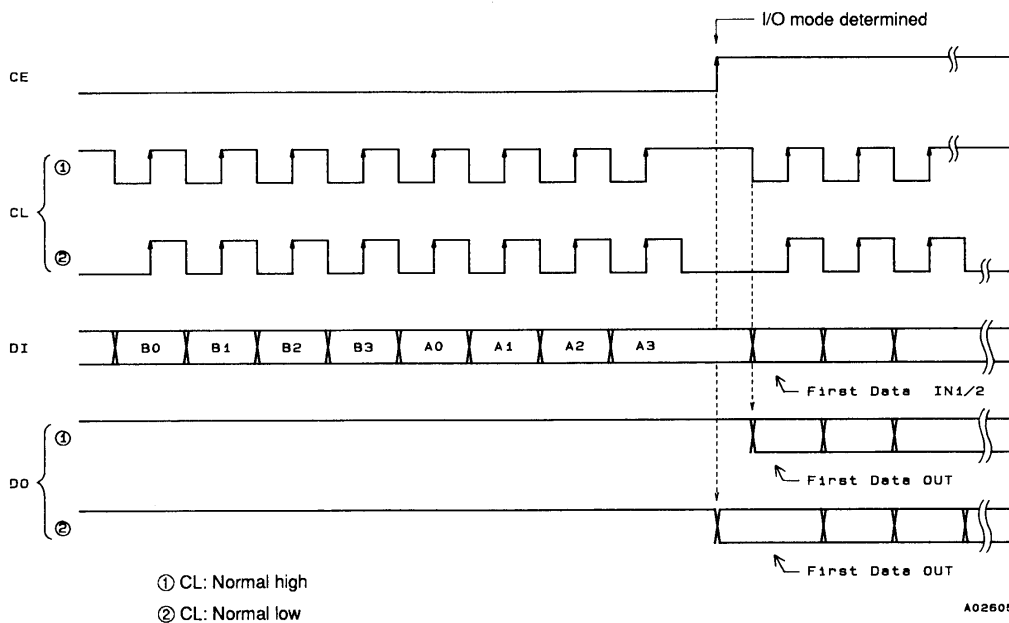 I/O mode determined
CE
CL
①
②
DI B0 B1 B2 B3 A0 A1 A2 A3
First Data IN1/2
DO
①
First Data OUT
②
First Data OUT
① CL: Normal high
② CL: Normal low
A02605